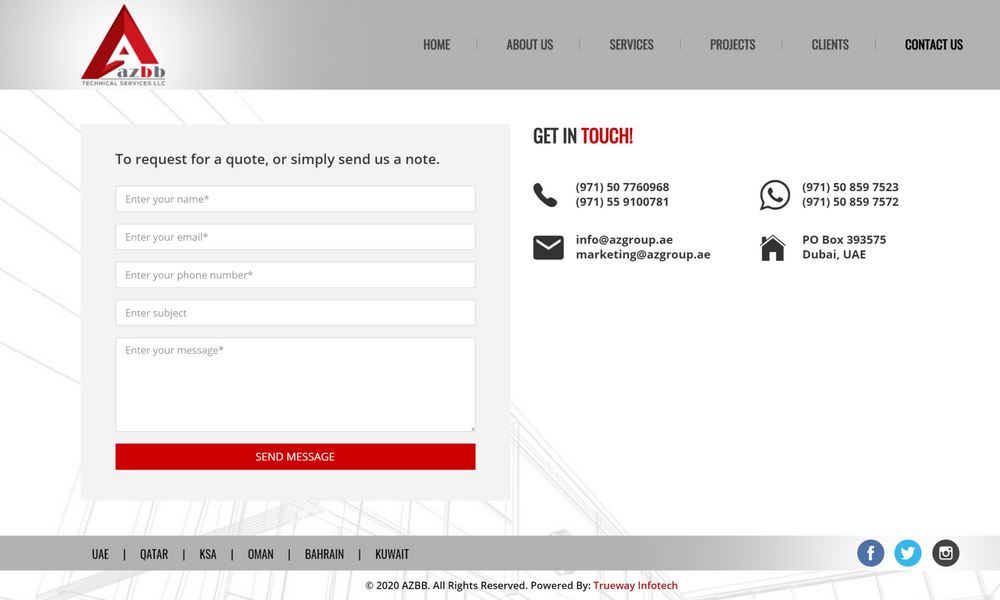 azbb
TECHNICAL SERVICES LLC
HOME | ABOUT US | SERVICES | PROJECTS | CLIENTS | CONTACT US
To request for a quote, or simply send us a note.
Enter your name*
Enter your email*
Enter your phone number*
Enter subject
Enter your message*
SEND MESSAGE
GET IN TOUCH!
(971) 50 7760968
(971) 55 9100781
(971) 50 859 7523
(971) 50 859 7572
info@azgroup.ae
marketing@azgroup.ae
PO Box 393575
Dubai, UAE
UAE | QATAR | KSA | OMAN | BAHRAIN | KUWAIT
© 2020 AZBB. All Rights Reserved. Powered By: Trueway Infotech